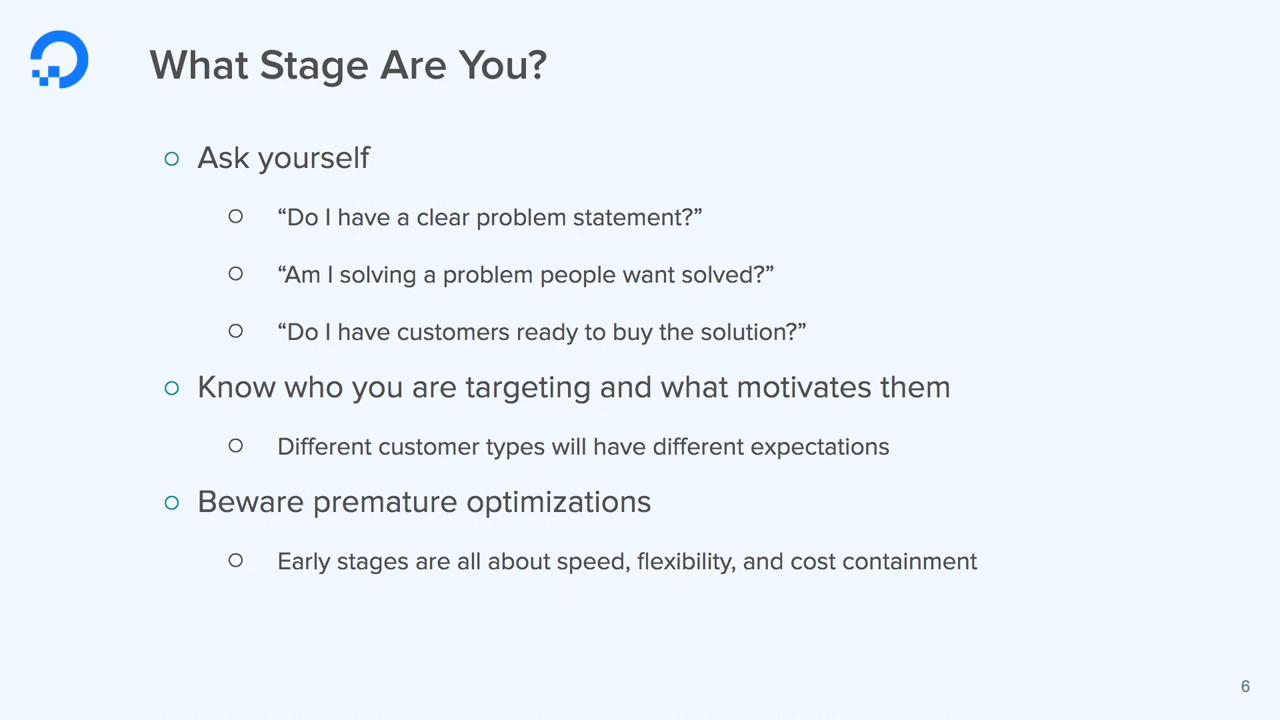 What Stage Are You?
Ask yourself
“Do I have a clear problem statement?”
“Am I solving a problem people want solved?”
“Do I have customers ready to buy the solution?”
Know who you are targeting and what motivates them
Different customer types will have different expectations
Beware premature optimizations
Early stages are all about speed, flexibility, and cost containment
6